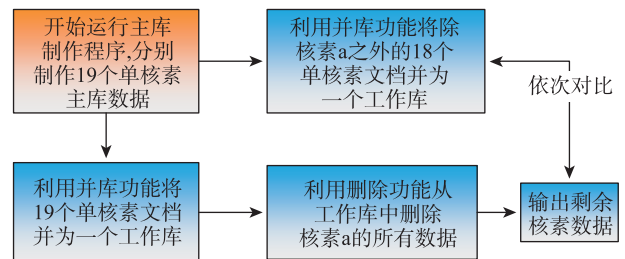 开始运行主库
制作程序,分别
制作19个单核素
主库数据
利用并库功能将除
核素a之外的18个
单核素文档并为
一个工作库
依次对比
利用并库功能将
19个单核素文档
并为一个工作库
利用删除功能从
工作库中删除
核素a的所有数据
输出剩余
核素数据